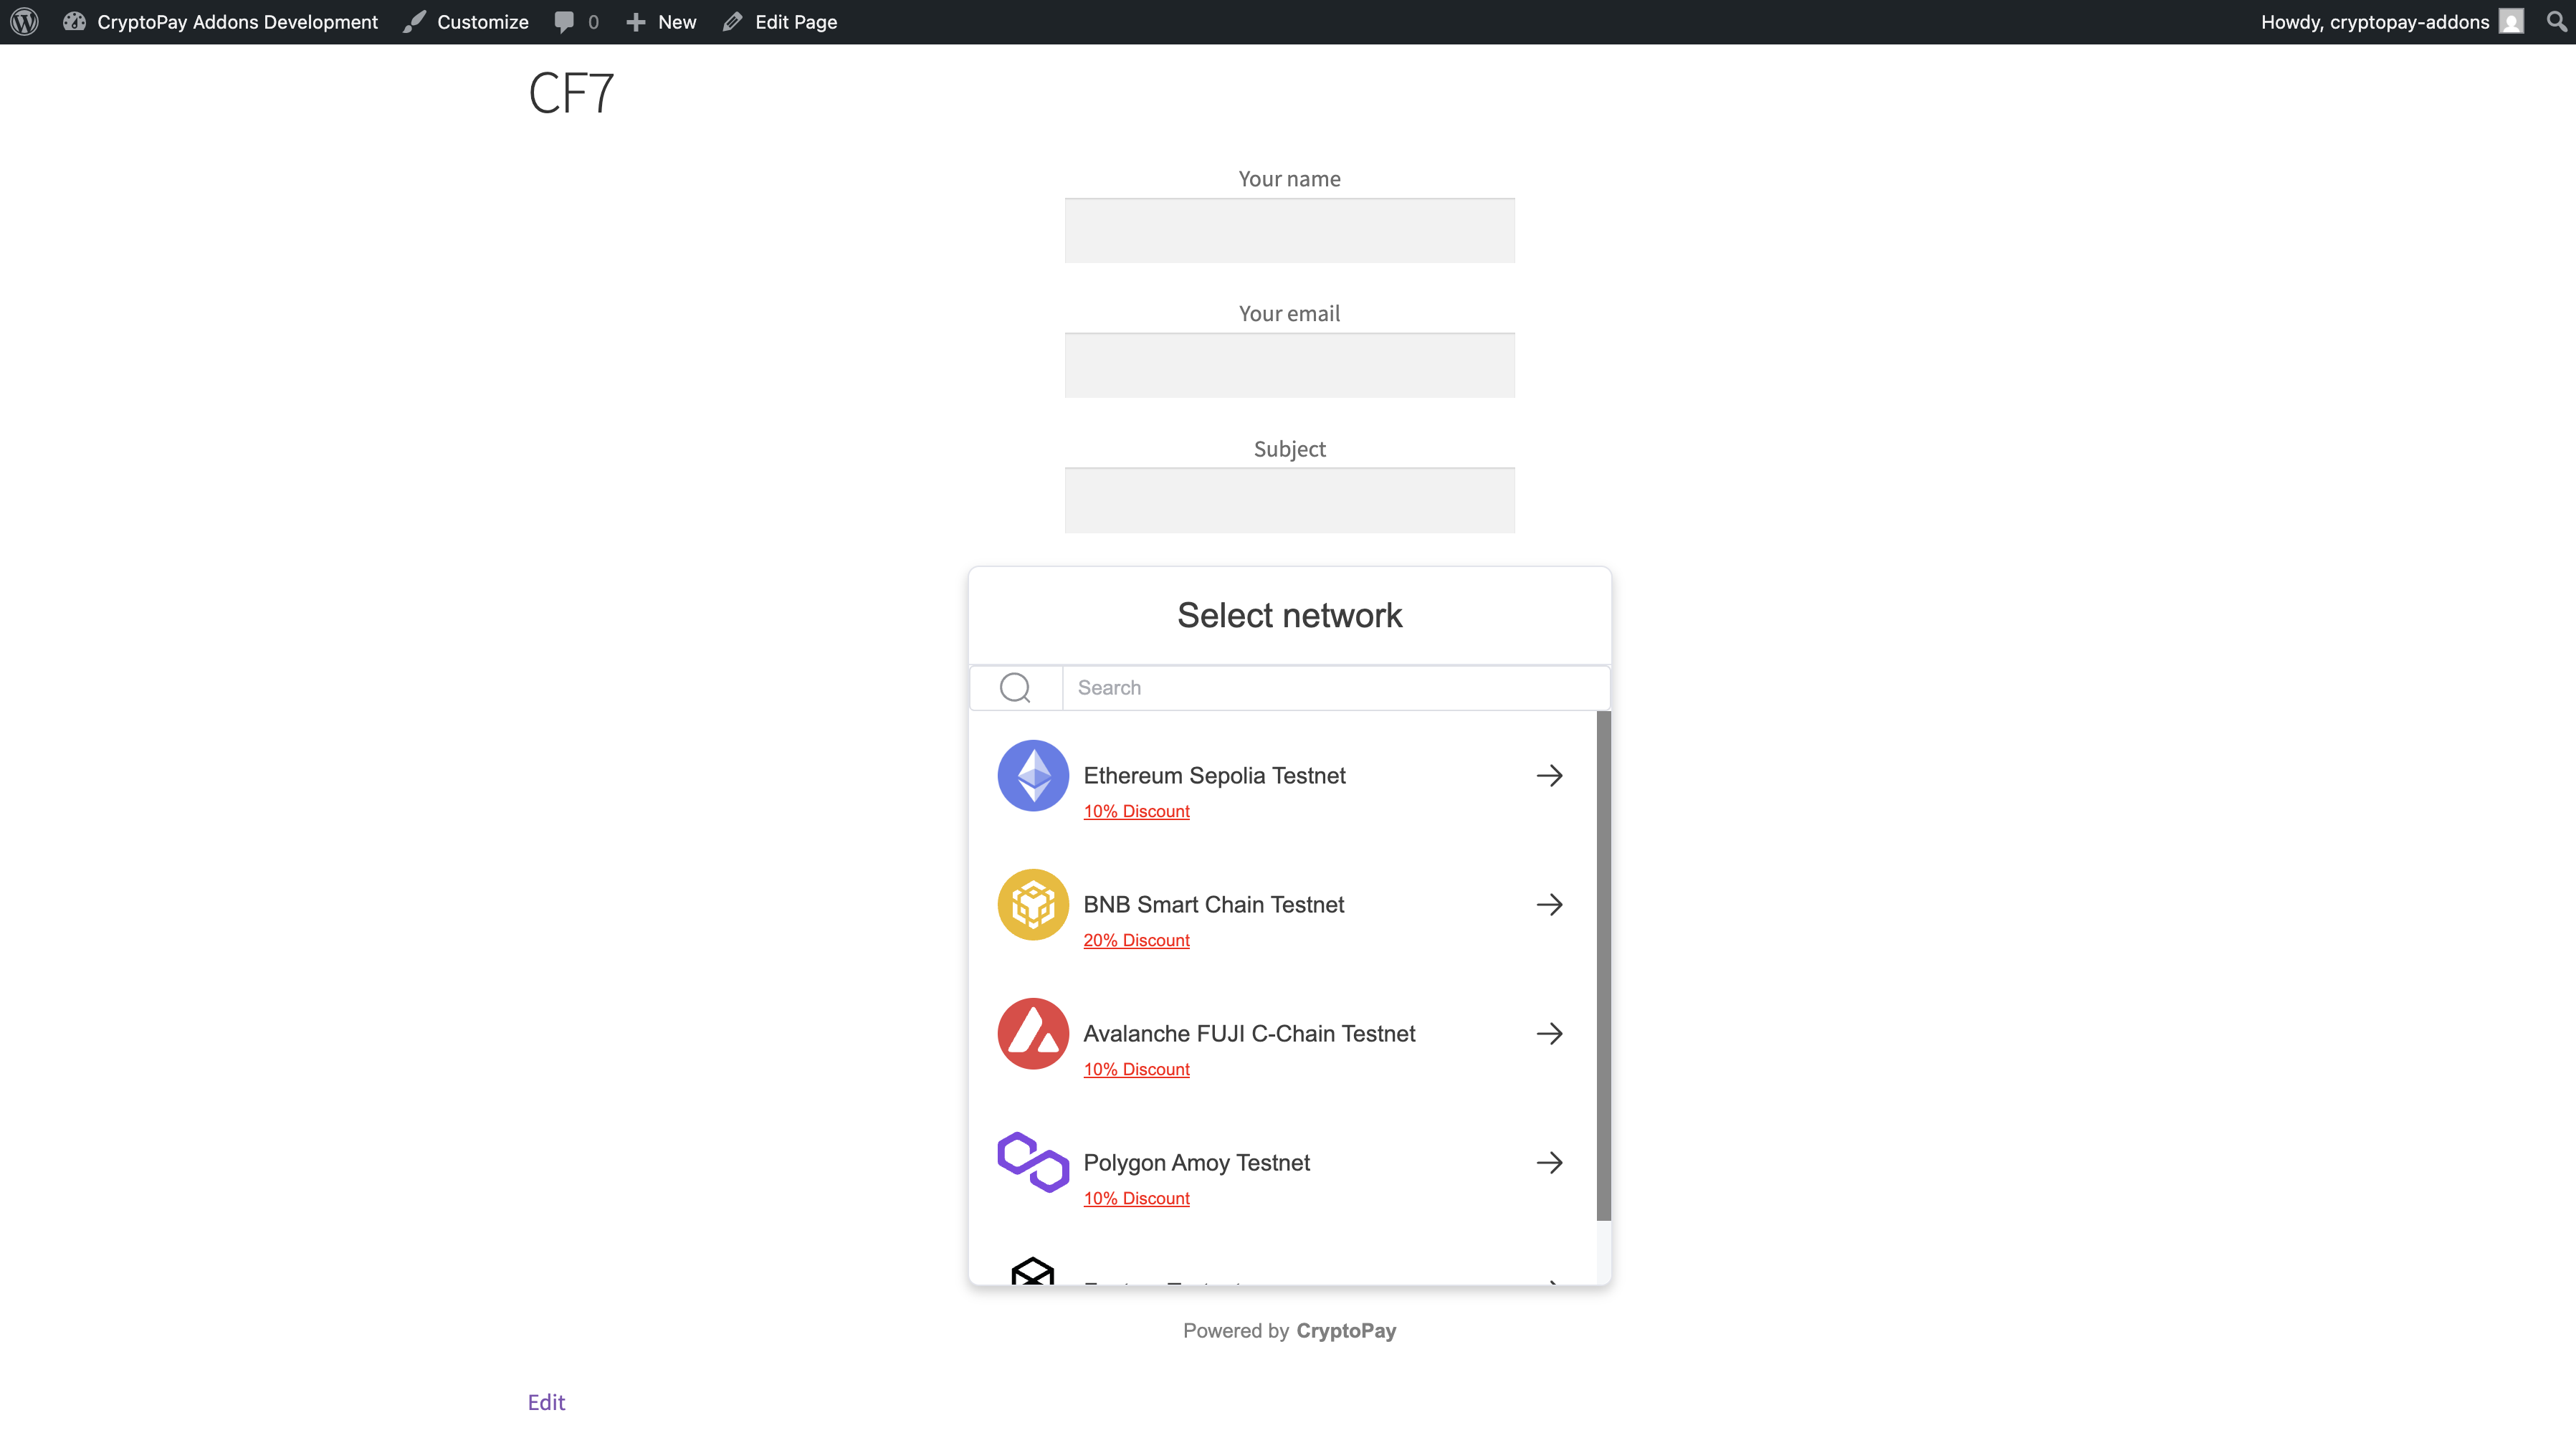 CryptoPay Addons Development Customize 0 New Edit Page Howdy, cryptopay-addons
CF7
Your name
Your email
Subject
Select network
Search
Ethereum Sepolia Testnet
10% Discount
BNB Smart Chain Testnet
20% Discount
Avalanche FUJI C-Chain Testnet
10% Discount
Polygon Amoy Testnet
10% Discount
Powered by CryptoPay
Edit